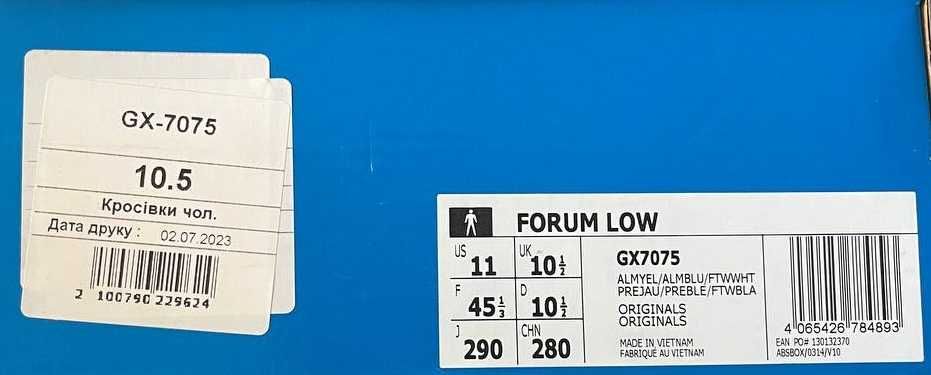 GX-7075
10.5
Кросівки чол.
Дата друку : 02.07.2023
2 100790 229624
FORUM LOW
US 11 UK 10½
F 45⅓ D 10½
J 290 CHN 280
GX7075
ALMYEL/ALMBLU/FTWWHT
PREJAU/PREBLE/FTWBLA
ORIGINALS
ORIGINALS
MADE IN VIETNAM
FABRIQUÉ AU VIETNAM
4 065426 784893
EAN PO# 130132370
ABSBOX/0314/V10